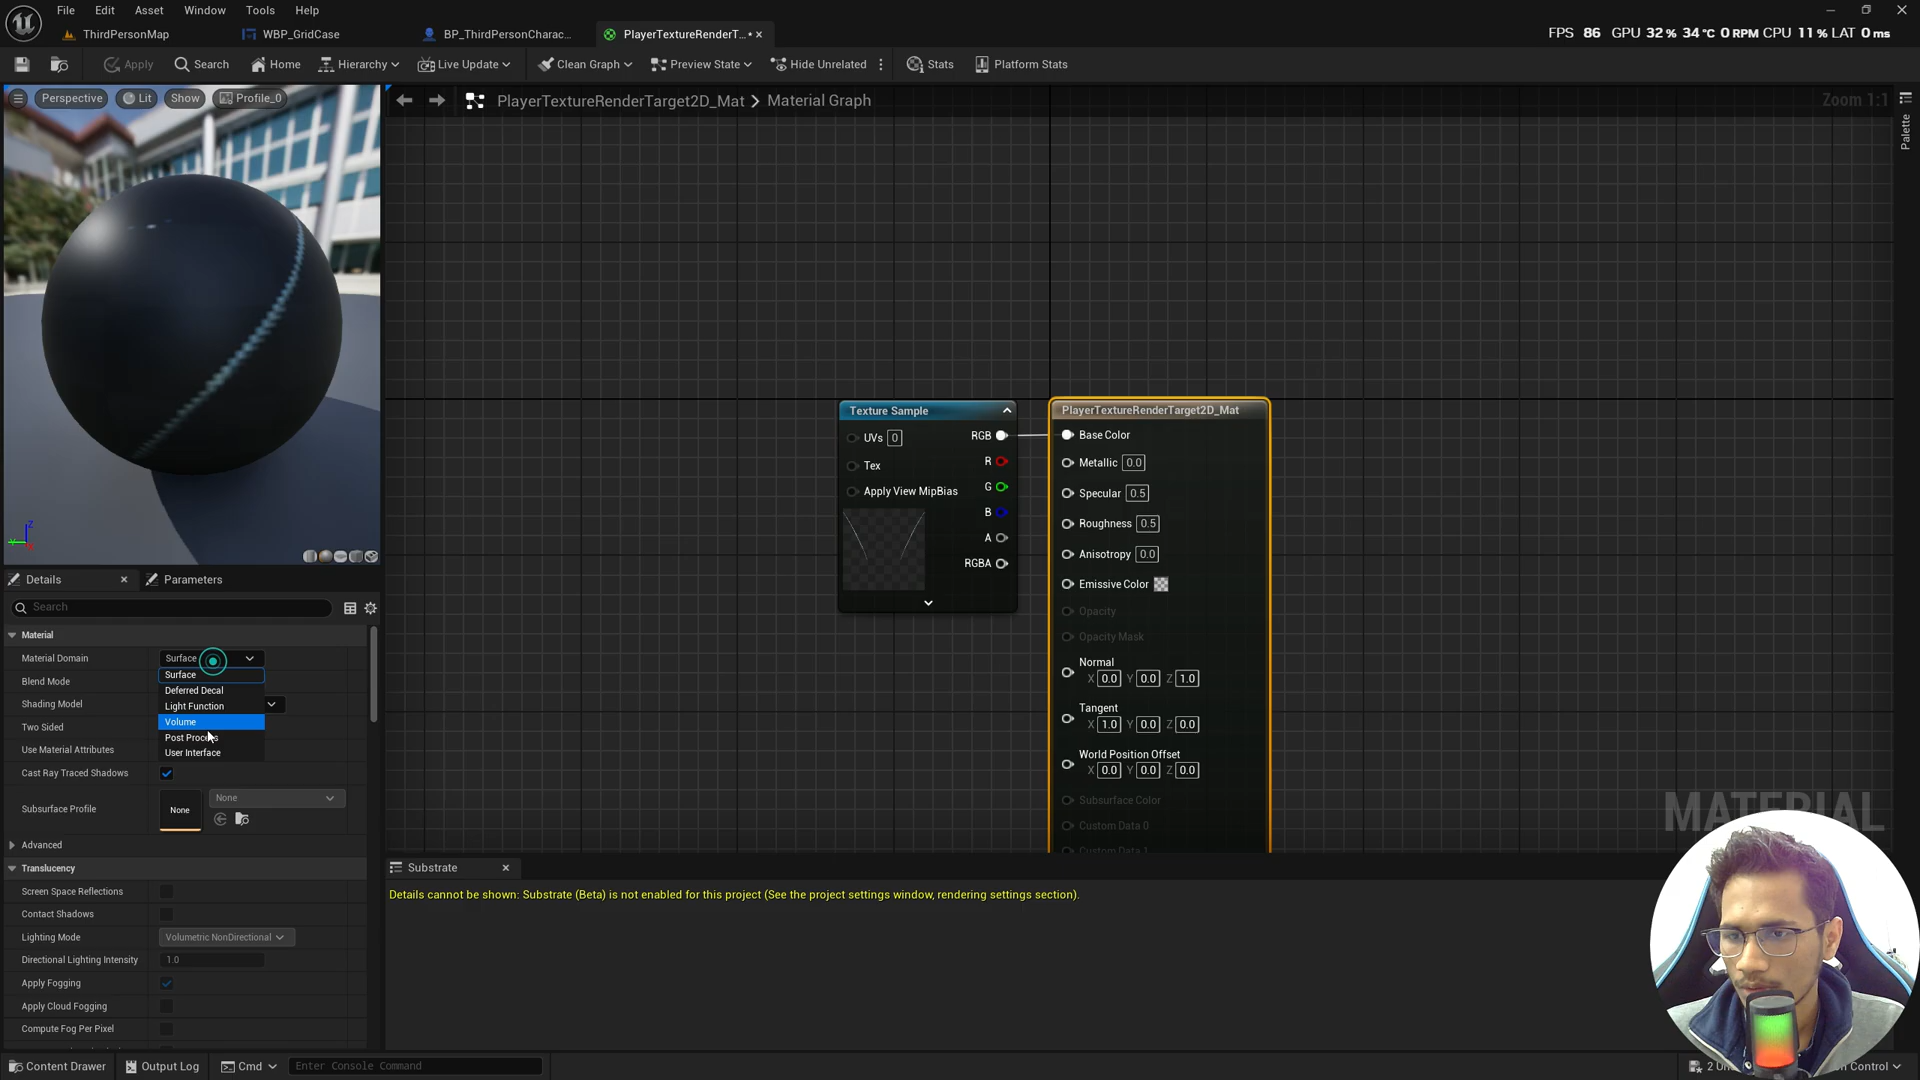 File Edit Asset Window Tools Help
ThirdPersonMap WBP_GridCase BP_ThirdPersonCharac... PlayerTextureRenderT...•
FPS 86 GPU 32 % 34 °C 0 RPM CPU 11 % LAT 0 ms
Apply Search Home Hierarchy Live Update Clean Graph Preview State Hide Unrelated Stats Platform Stats
Perspective Lit Show Profile_0
PlayerTextureRenderTarget2D_Mat > Material Graph
Zoom 1:1
Palette
Texture Sample
UVs 0 RGB
Tex R
Apply View MipBias G
B
A
RGBA
PlayerTextureRenderTarget2D_Mat
Base Color
Metallic 0.0
Specular 0.5
Roughness 0.5
Anisotropy 0.0
Emissive Color
Opacity
Opacity Mask
Normal
X 0.0 Y 0.0 Z 1.0
Tangent
X 1.0 Y 0.0 Z 0.0
World Position Offset
X 0.0 Y 0.0 Z 0.0
Subsurface Color
Custom Data 0
Custom Data 1
MATERIAL
Details Parameters
Search
Material
Material Domain Surface
Surface
Blend Mode
Deferred Decal
Shading Model
Light Function
Volume
Two Sided
Post Process
Use Material Attributes
User Interface
Cast Ray Traced Shadows
Subsurface Profile None None
Advanced
Translucency
Screen Space Reflections
Contact Shadows
Lighting Mode Volumetric NonDirectional
Directional Lighting Intensity 1.0
Apply Fogging
Apply Cloud Fogging
Compute Fog Per Pixel
Substrate
Details cannot be shown: Substrate (Beta) is not enabled for this project (See the project settings window, rendering settings section).
Content Drawer Output Log Cmd Enter Console Command
Control